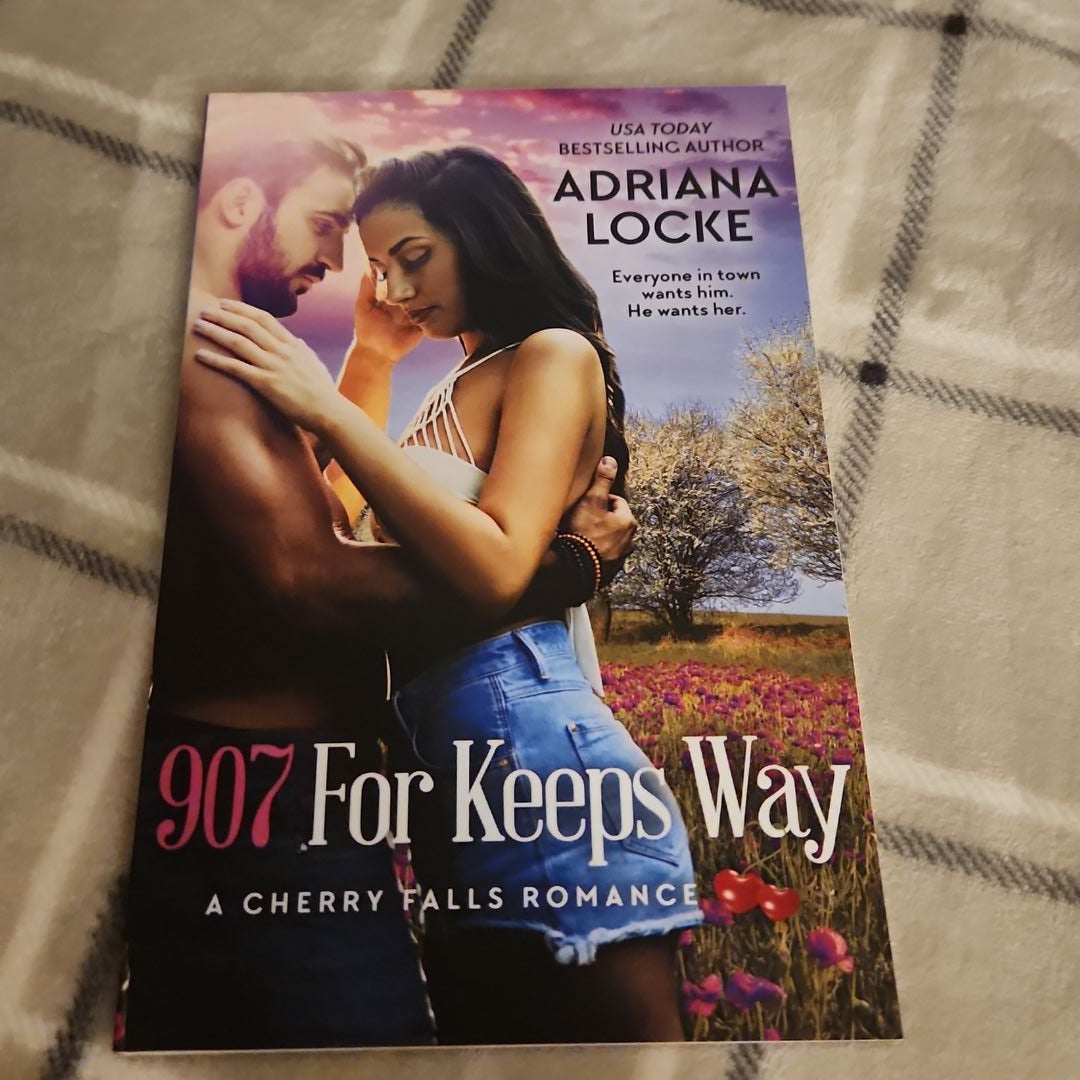 USA TODAY
BESTSELLING AUTHOR
ADRIANA
LOCKE
Everyone in town
wants him.
He wants her.
907 For Keeps Way
A CHERRY FALLS ROMANCE